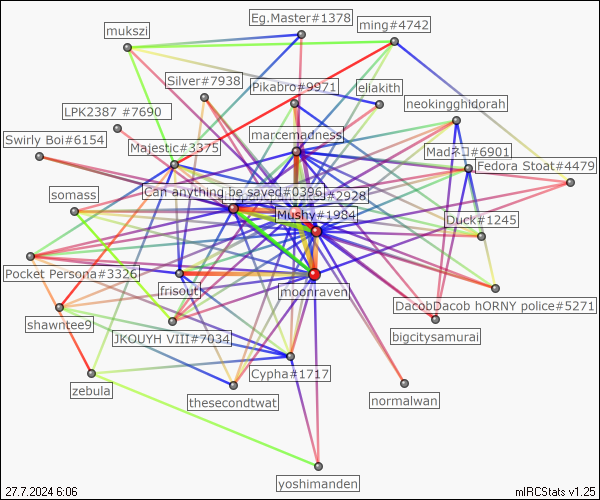 Eg.Master#1378
ming#4742
mukszi
Silver#7938
Pikabro#9971
eliakith
neokingghidorah
LPK2387 #7690
marcemadness
Swirly Boi#6154
Majestic#3375
Madネコ#6901
Fedora Stoat#4479
Can anything be saved#0396
#2928
somass
Mushy#1984
Duck#1245
Pocket Persona#3326
frisout
moonraven
DacobDacob hORNY police#5271
shawntee9
JKOUYH VIII#7034
bigcitysamurai
Cypha#1717
zebula
thesecondtwat
normalwan
yoshimanden
27.7.2024 6:06
mIRCStats v1.25